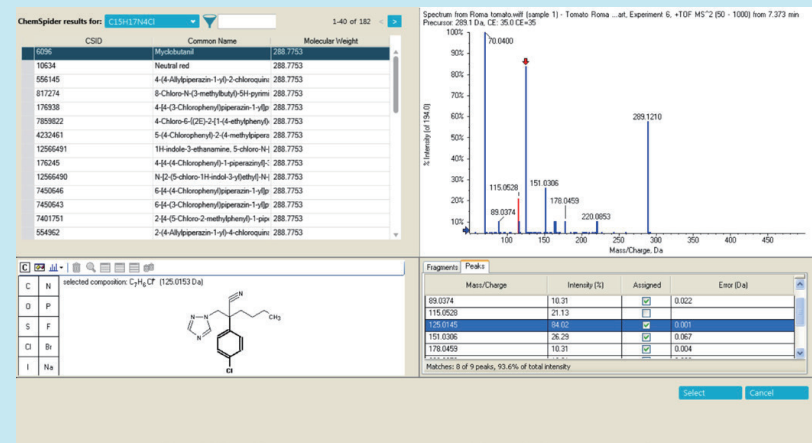 ChemSpider results for: C15H17N4Cl
1-40 of 182 < >
CSID Common Name Molecular Weight
6096 Myclobutanil 288.7753
10634 Neutral red 288.7753
556145 4-(4-Allylpiperazin-1-yl)-2-chloroquina 288.7753
817274 8-Chloro-N-(3-methylbutyl)-5H-pyrimi 288.7753
176938 4-[4-(3-Chlorophenyl)piperazin-1-yl]p 288.7753
7859822 4-Chloro-6-{(2E)-2-[1-(4-ethylphenyl) 288.7753
4232461 5-(4-Chlorophenyl)-2-(4-methylpipera 288.7753
12566491 1H-indole-3-ethanamine, 5-chloro-N-[ 288.7753
176245 4-[4-(4-Chlorophenyl)-1-piperazinyl]- 288.7753
12566490 N-[2-(5-chloro-1H-indol-3-yl)ethyl]-N-[ 288.7753
7450646 6-[4-(4-Chlorophenyl)piperazin-1-yl]p 288.7753
7450643 6-[4-(3-Chlorophenyl)piperazin-1-yl]p 288.7753
7401751 2-[4-(5-Chloro-2-methylphenyl)-1-pip 288.7753
554962 2-(4-Allylpiperazin-1-yl)-4-chloroquina 288.7753
Spectrum from Roma tomato.wiff (sample 1) - Tomato Roma ...art, Experiment 6, +TOF MS^2 (50 - 1000) from 7.373 min
Precursor: 289.1 Da, CE: 35.0 CE=35
% Intensity (of 194.0)
100%
90%
80%
70%
60%
50%
40%
30%
20%
10%
70.0400
289.1210
151.0306
115.0528
178.0459
89.0374
220.0853
100 150 200 250 300 350 400 450
Mass/Charge, Da
C
selected composition: C7H6Cl⁺ (125.0153 Da)
C N
O P
S F
Cl Br
I Na
N
N
N
N
CH3
Cl
Fragments Peaks
Mass/Charge Intensity (%) Assigned Error (Da)
89.0374 10.31 0.022
115.0528 21.13
125.0145 84.02 0.001
151.0306 26.29 0.067
178.0459 10.31 0.004
Matches: 8 of 9 peaks, 93.6% of total intensity
Select Cancel